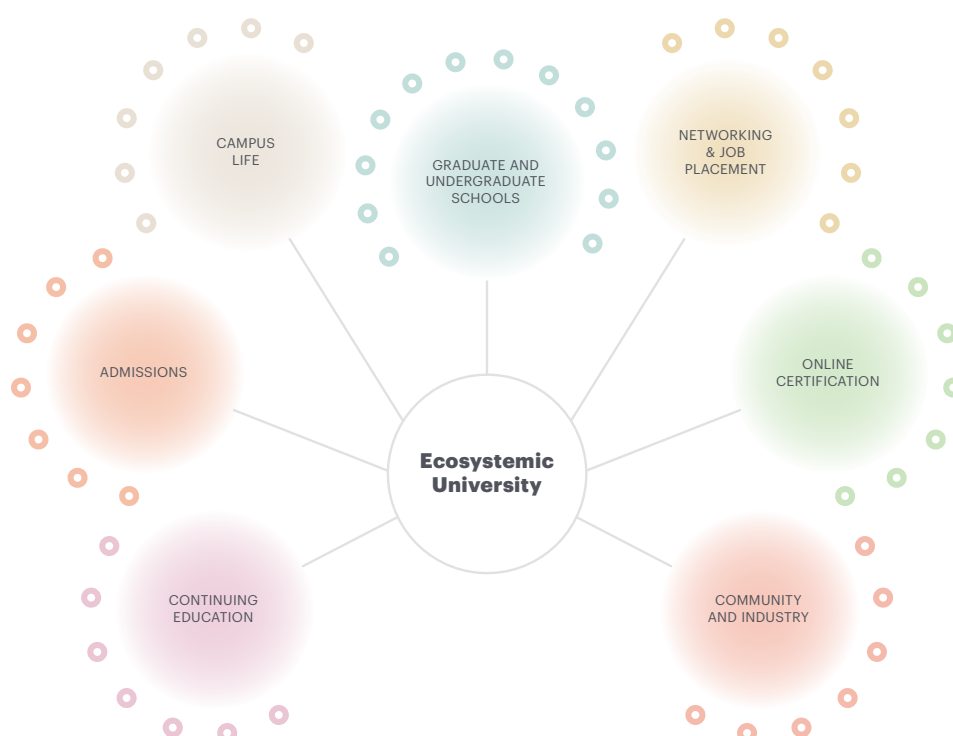 CAMPUS
LIFE
GRADUATE AND
UNDERGRADUATE
SCHOOLS
NETWORKING
& JOB
PLACEMENT
ADMISSIONS
ONLINE
CERTIFICATION
Ecosystemic
University
CONTINUING
EDUCATION
COMMUNITY
AND INDUSTRY